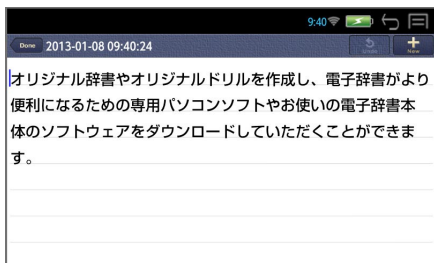 9:40
Done 2013-01-08 09:40:24
New
オリジナル辞書やオリジナルドリルを作成し、電子辞書がより
便利になるための専用パソコンソフトやお使いの電子辞書本
体のソフトウェアをダウンロードしていただくことができま
す。